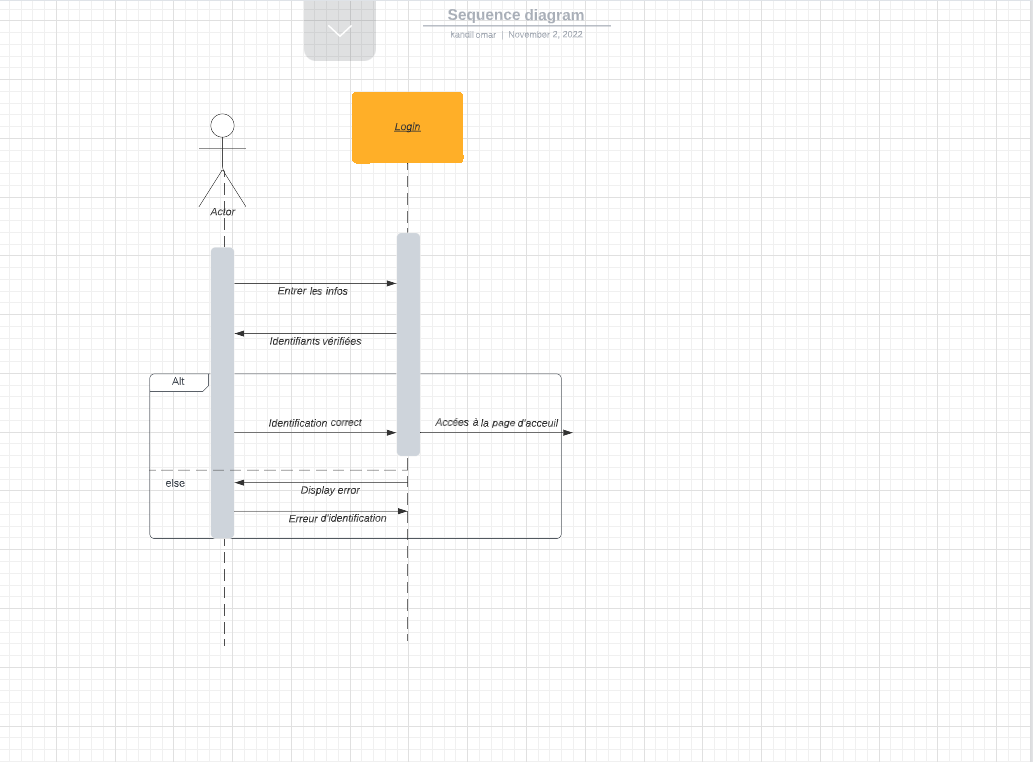 Sequence diagram
kandil omar | November 2, 2022
Login
Actor
Entrer les infos
Identifiants vérifiées
Alt
Identification correct
Accées à la page d'acceuil
else
Display error
Erreur d'identification